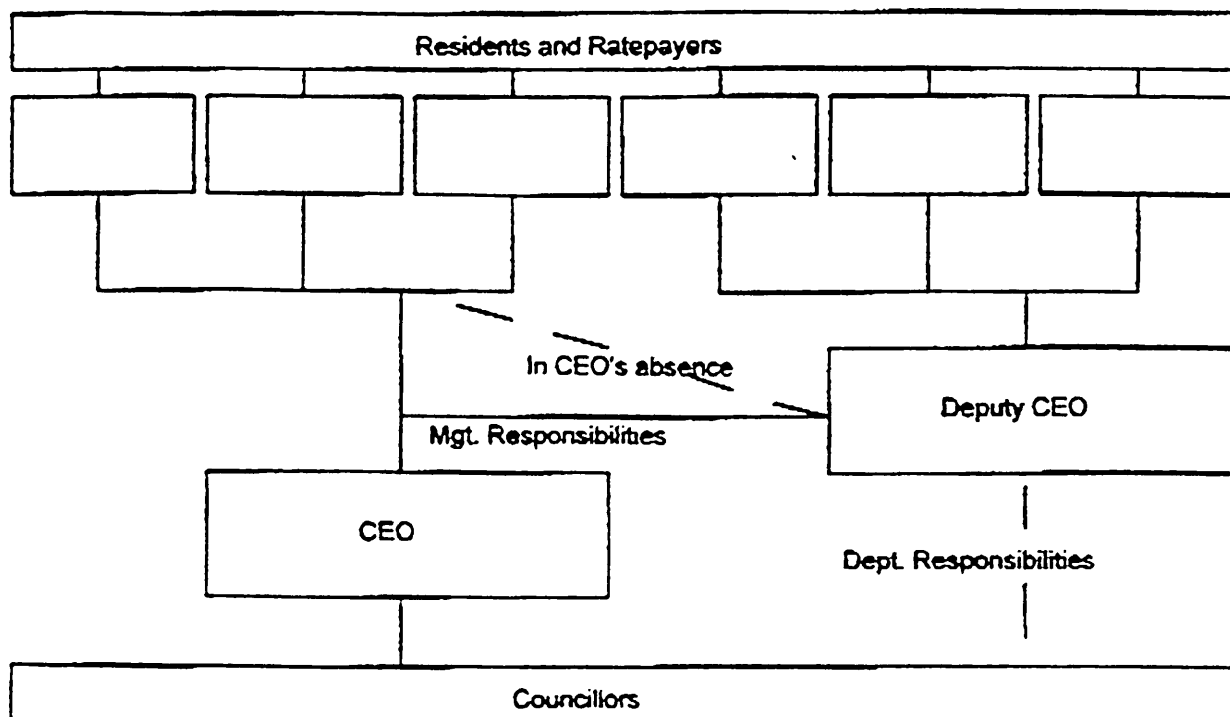 Residents and Ratepayers
In CEO's absence
Deputy CEO
Mgt. Responsibilities
CEO
Dept. Responsibilities
Councillors